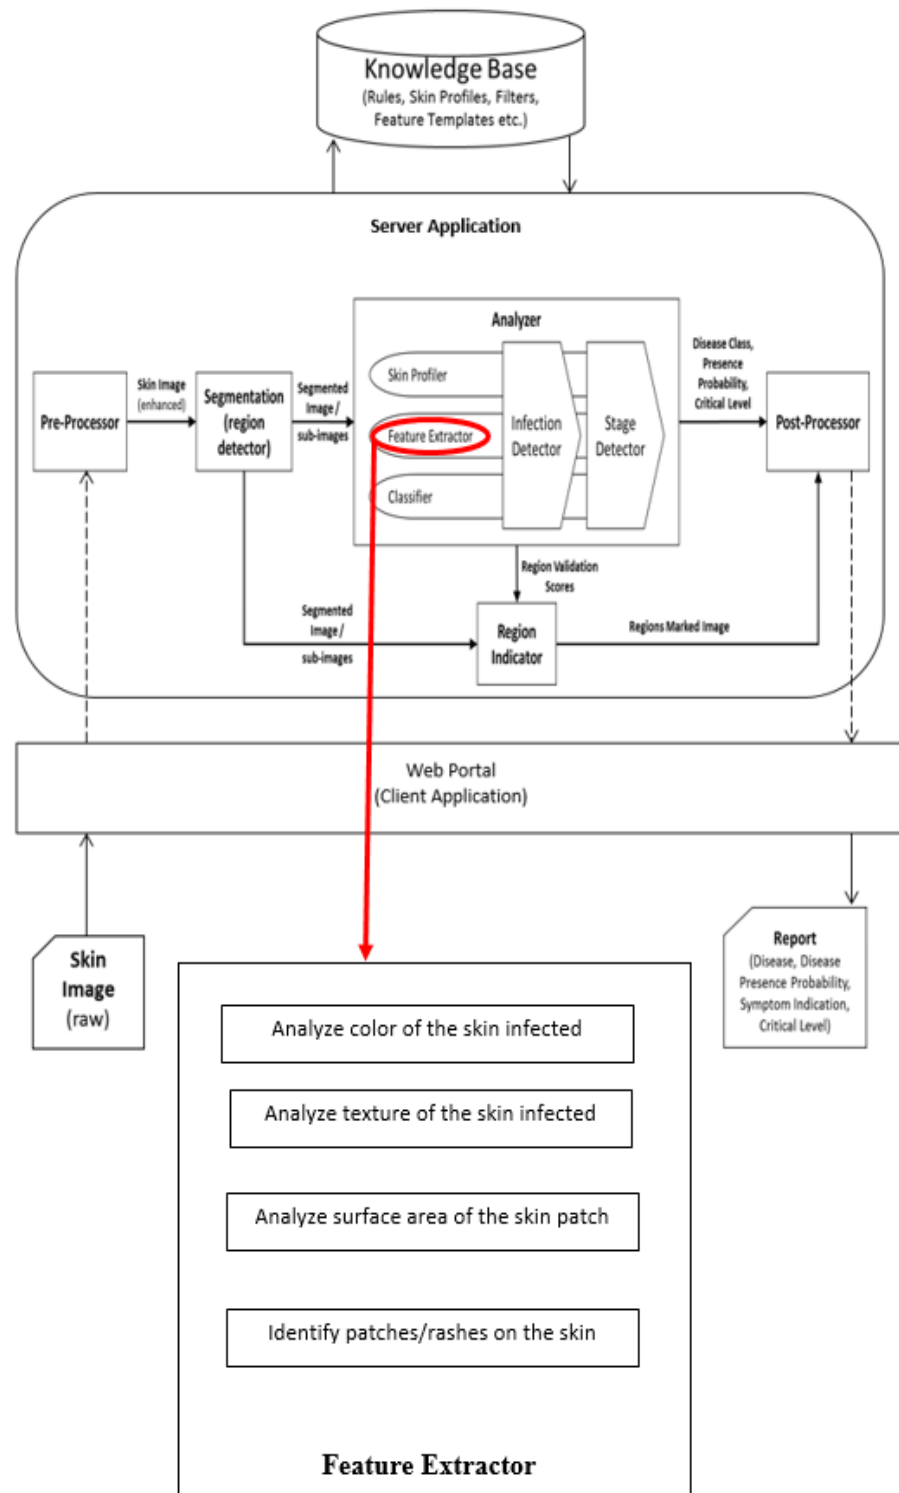 Knowledge Base
(Rules, Skin Profiles, Filters,
Feature Templates etc.)
Server Application
Analyzer
Skin Profiler
Feature Extractor
Classifier
Infection
Detector
Stage
Detector
Pre-Processor
Skin Image
(enhanced)
Segmentation
(region
detector)
Segmented
Image /
sub-images
Disease Class,
Presence
Probability,
Critical Level
Post-Processor
Region Validation
Scores
Segmented
Image /
sub-images
Region
Indicator
Regions Marked Image
Web Portal
(Client Application)
Skin
Image
(raw)
Report
(Disease, Disease
Presence Probability,
Symptom Indication,
Critical Level)
Analyze color of the skin infected
Analyze texture of the skin infected
Analyze surface area of the skin patch
Identify patches/rashes on the skin
Feature Extractor